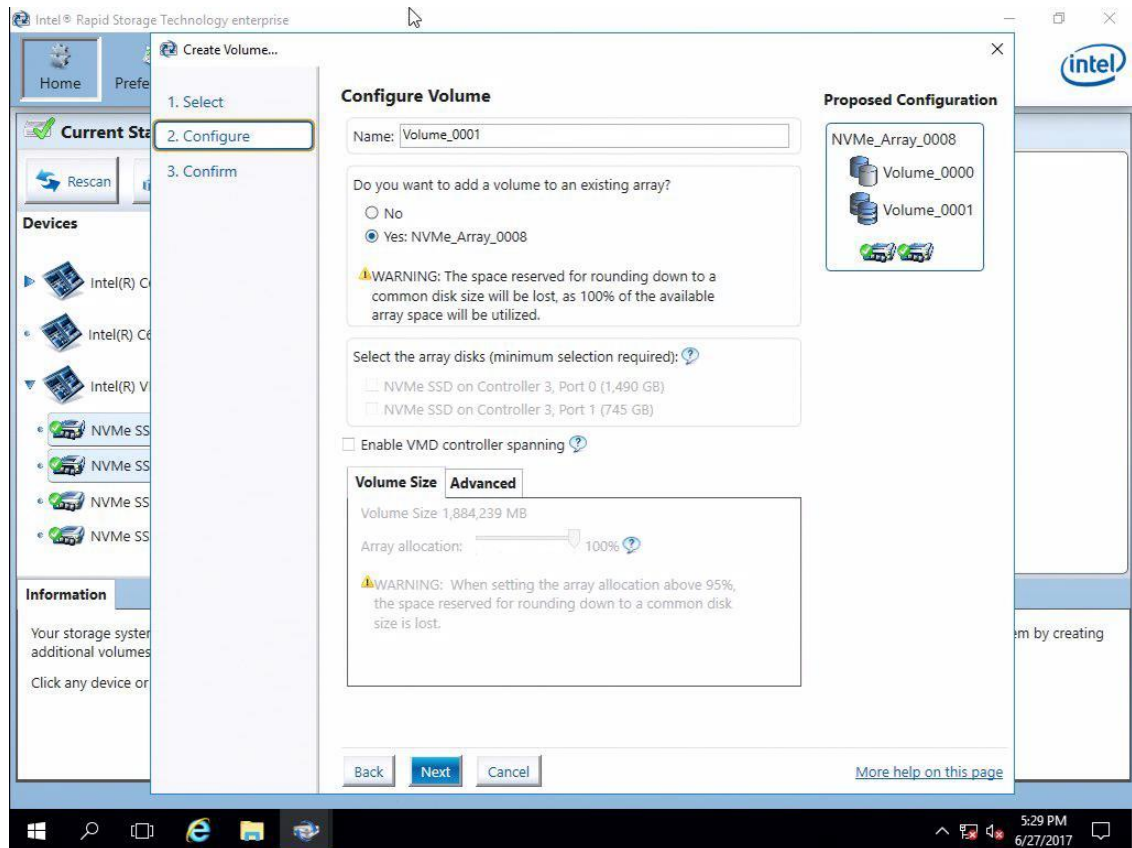 Intel® Rapid Storage Technology enterprise
Home
Prefe
intel
Current Sta
Rescan
Devices
Intel(R) C
Intel(R) C6
Intel(R) V
NVMe SS
NVMe SS
NVMe SS
NVMe SS
Information
Your storage system
additional volumes
em by creating
Click any device or
Create Volume...
1. Select
2. Configure
3. Confirm
Configure Volume
Name: Volume_0001
Do you want to add a volume to an existing array?
No
Yes: NVMe_Array_0008
WARNING: The space reserved for rounding down to a
common disk size will be lost, as 100% of the available
array space will be utilized.
Select the array disks (minimum selection required):
NVMe SSD on Controller 3, Port 0 (1,490 GB)
NVMe SSD on Controller 3, Port 1 (745 GB)
Enable VMD controller spanning
Volume Size Advanced
Volume Size 1,884,239 MB
Array allocation: 100%
WARNING: When setting the array allocation above 95%,
the space reserved for rounding down to a common disk
size is lost.
Proposed Configuration
NVMe_Array_0008
Volume_0000
Volume_0001
Back Next Cancel
More help on this page
5:29 PM
6/27/2017